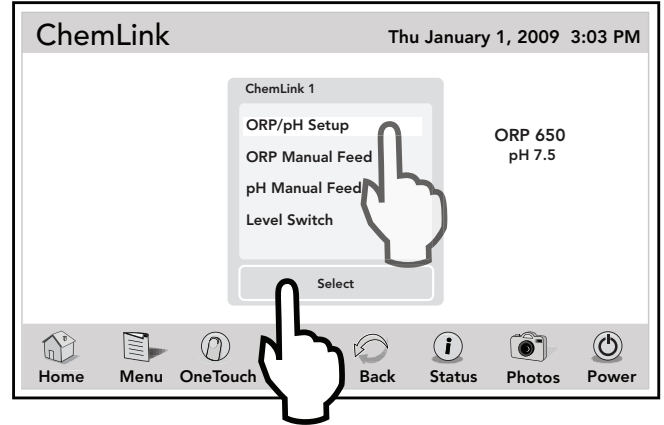 ChemLink
Thu January 1, 2009 3:03 PM
ChemLink 1
ORP/pH Setup
ORP Manual Feed
pH Manual Feed
Level Switch
Select
ORP 650
pH 7.5
Home Menu OneTouch Back Status Photos Power